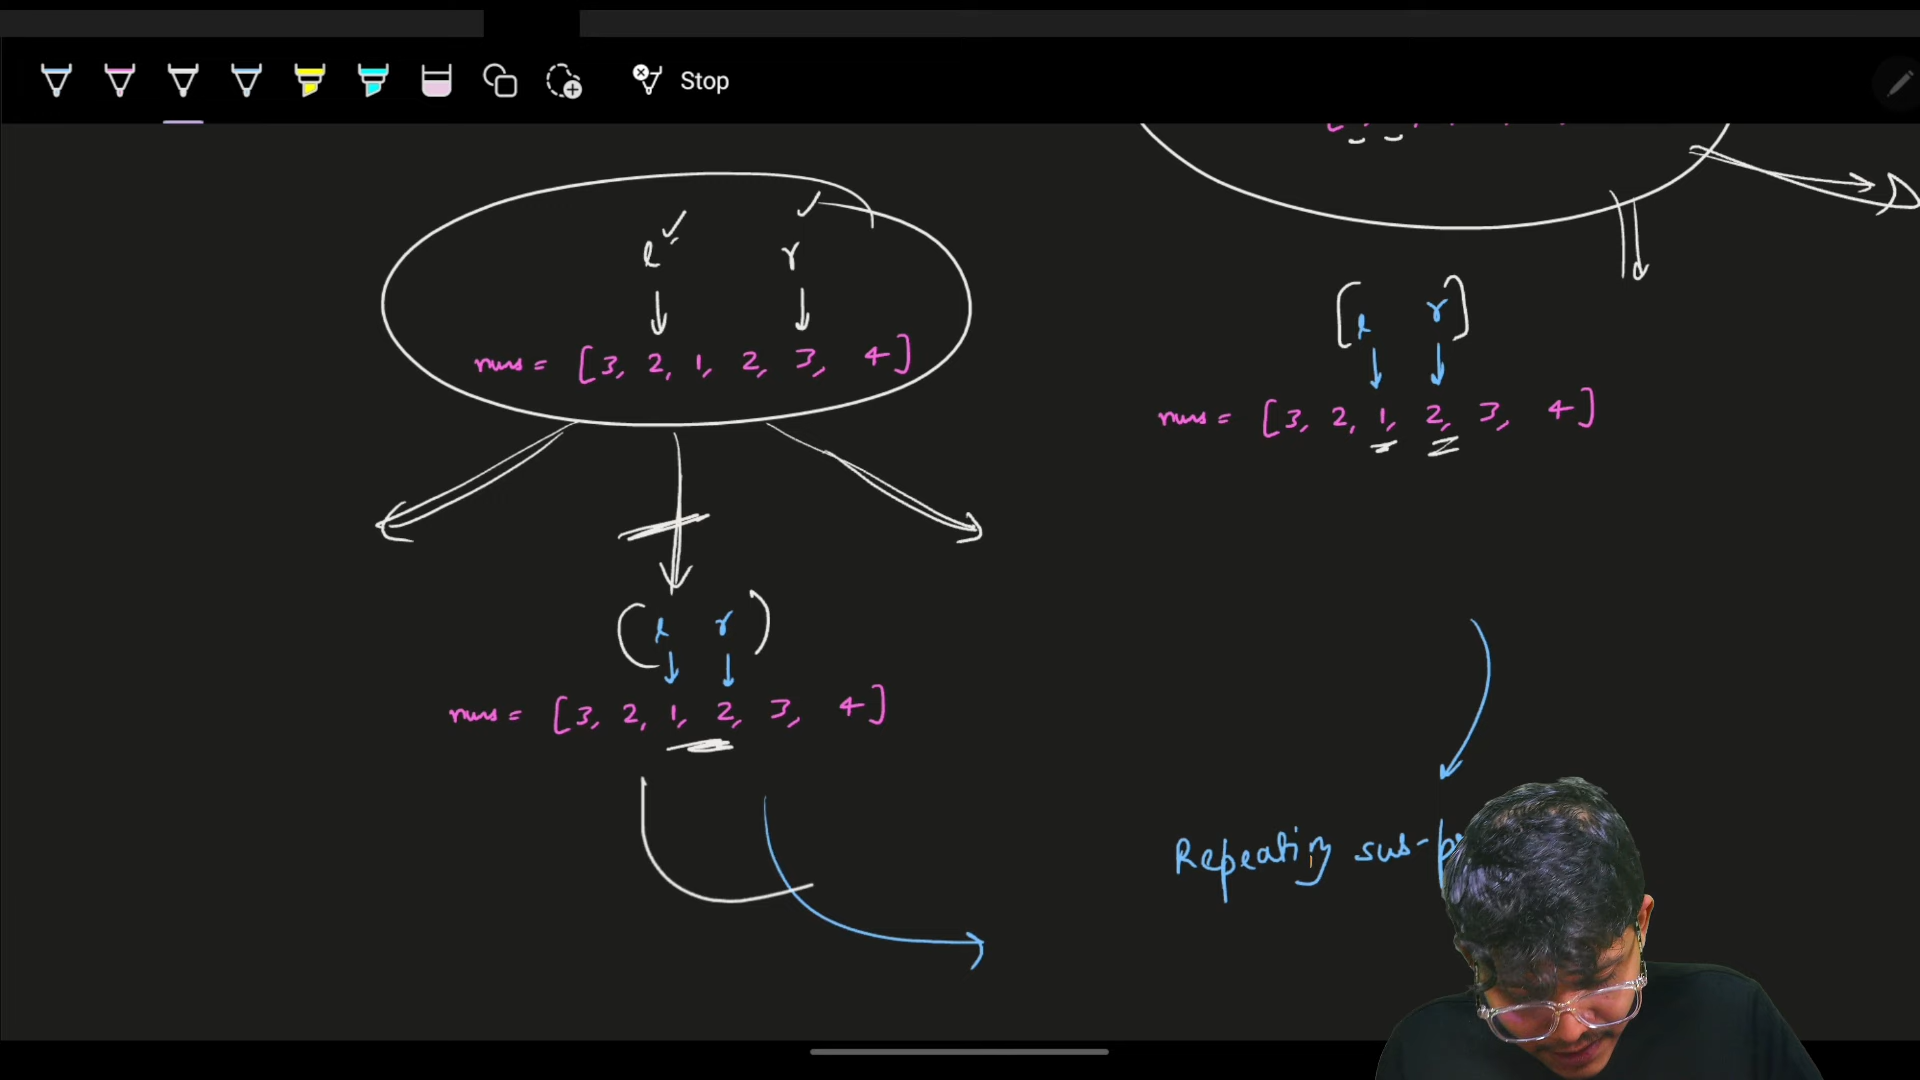 Stop
l r
nums = [3, 2, 1, 2, 3, 4]
[l r]
nums = [3, 2, 1, 2, 3, 4]
(l r)
nums = [3, 2, 1, 2, 3, 4]
Repeating sub-